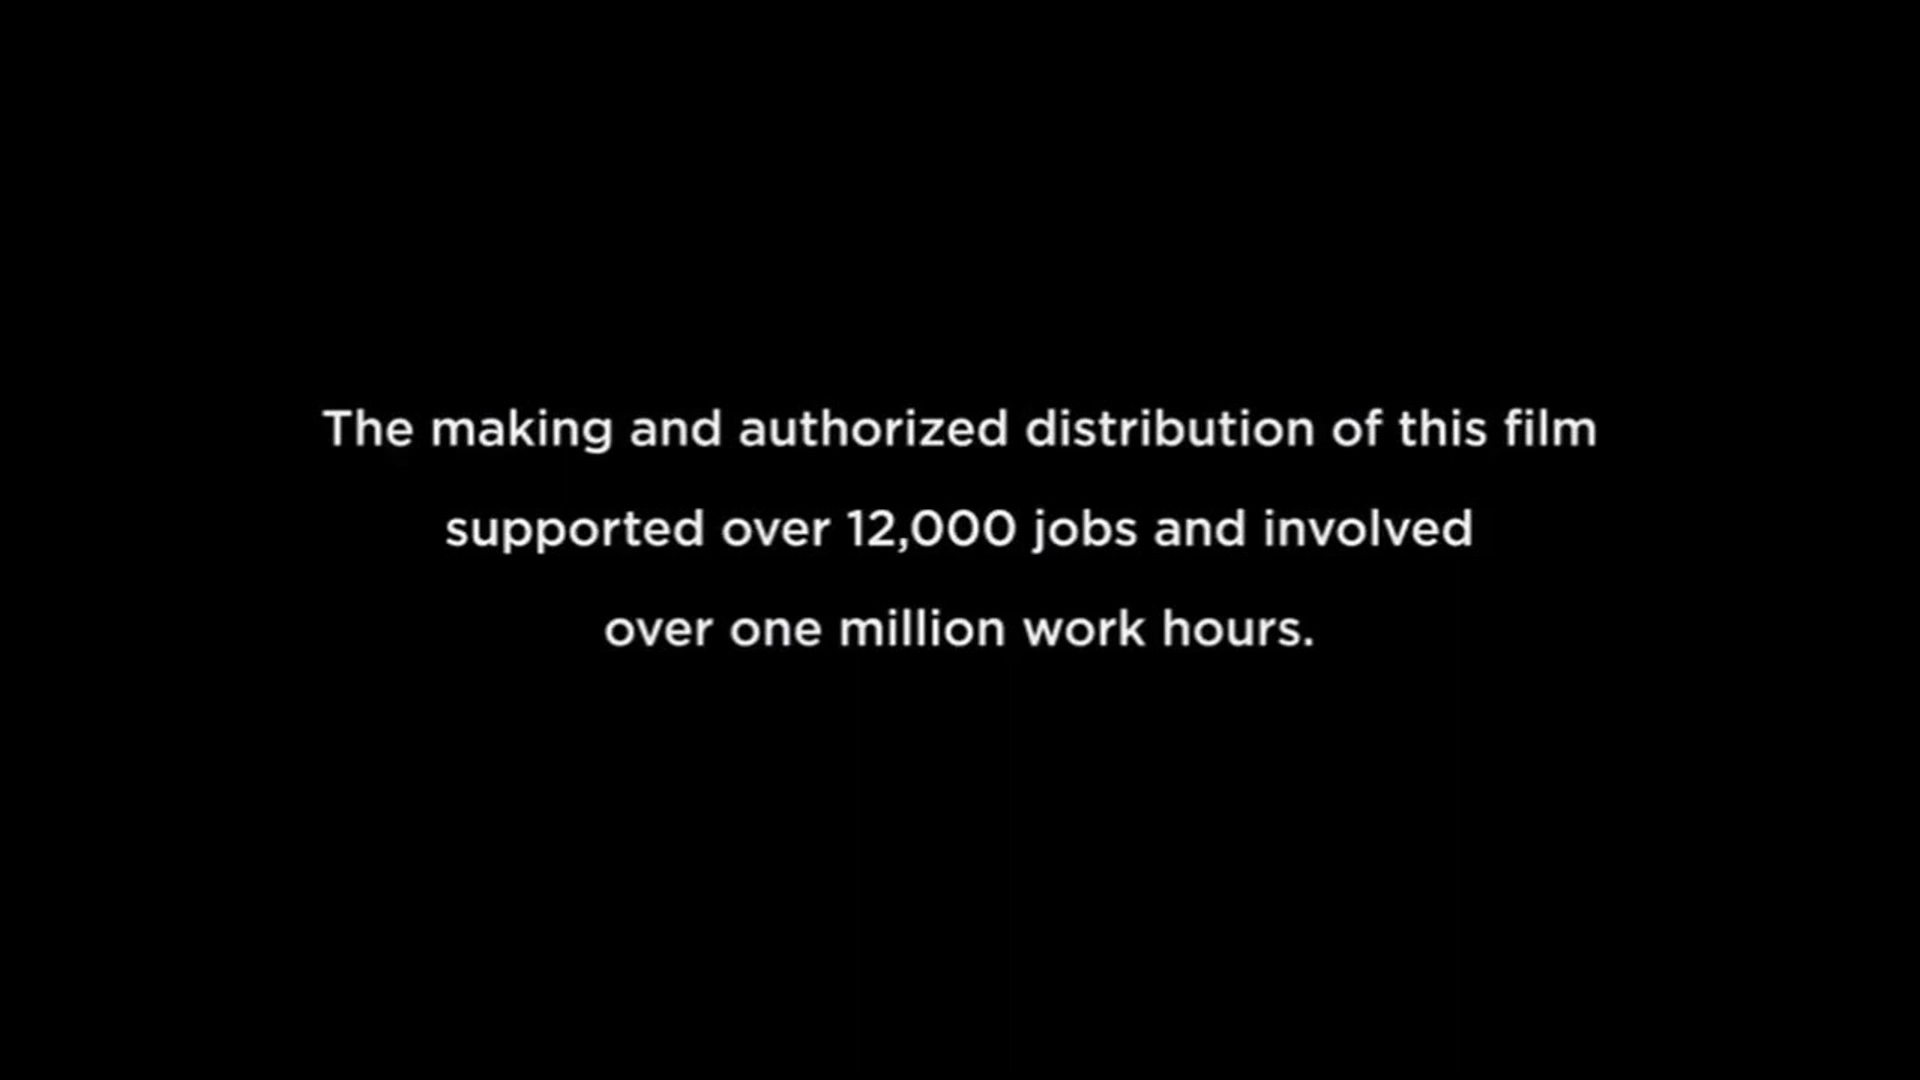 The making and authorized distribution of this film
supported over 12,000 jobs and involved
over one million work hours.